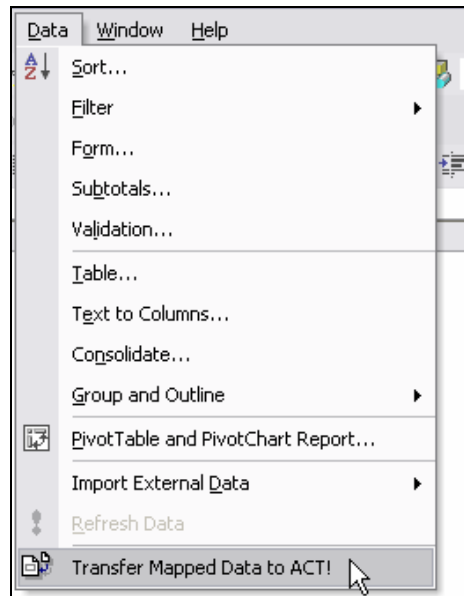 Data Window Help
Sort...
Filter
Form...
Subtotals...
Validation...
Table...
Text to Columns...
Consolidate...
Group and Outline
PivotTable and PivotChart Report...
Import External Data
Refresh Data
Transfer Mapped Data to ACT!